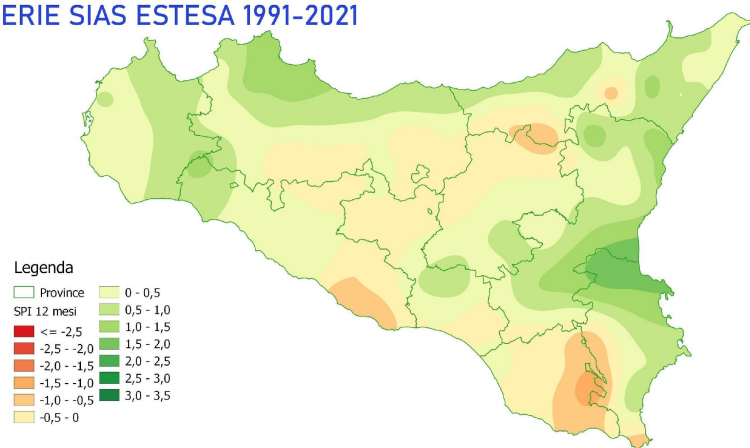 ERIE SIAS ESTESA 1991-2021
Legenda
Province
SPI 12 mesi
<= -2,5
-2,5 - -2,0
-2,0 - -1,5
-1,5 - -1,0
-1,0 - -0,5
-0,5 - 0
0 - 0,5
0,5 - 1,0
1,0 - 1,5
1,5 - 2,0
2,0 - 2,5
2,5 - 3,0
3,0 - 3,5